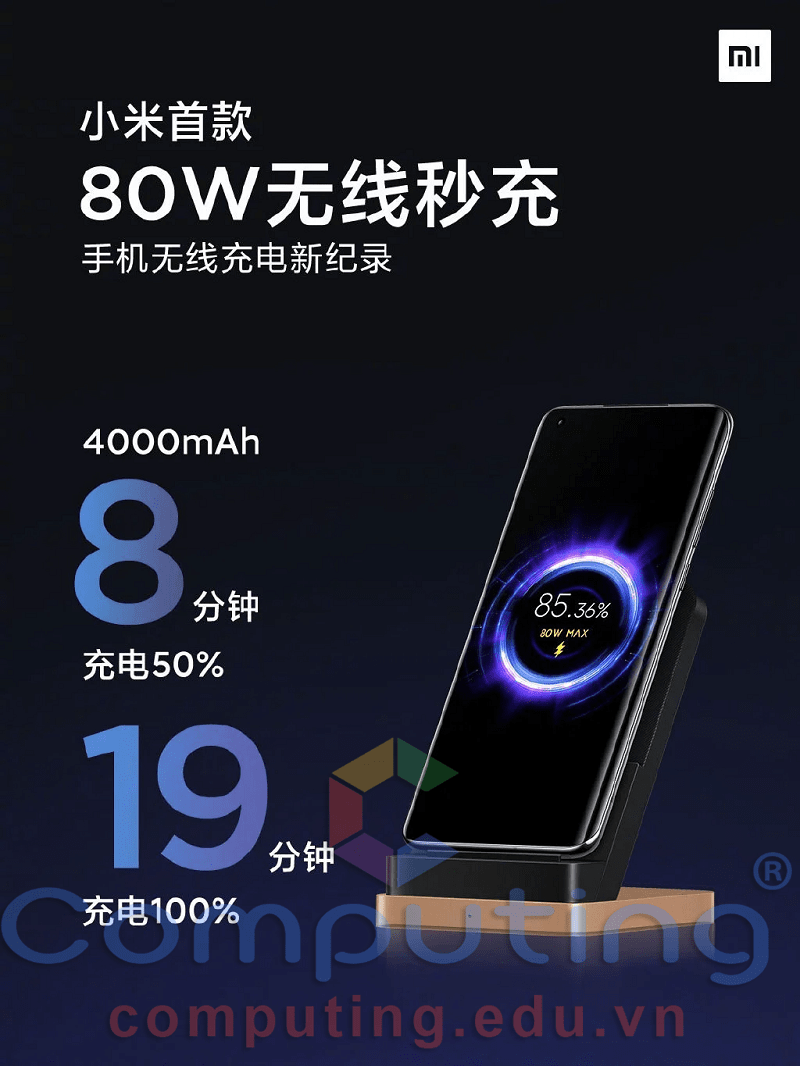 mi
小米首款
80W无线秒充
手机无线充电新纪录
4000mAh
8分钟
充电50%
85.36%
80W MAX
19分钟
充电100%
Computing®
computing.edu.vn